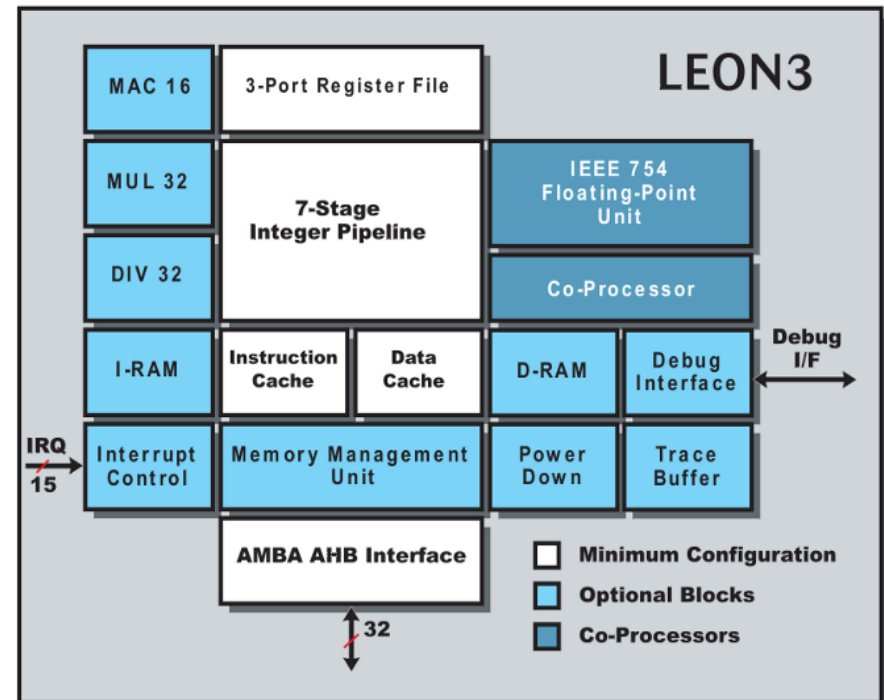 LEON3
MAC 16
3-Port Register File
MUL 32
7-Stage
Integer Pipeline
IEEE 754
Floating-Point
Unit
DIV 32
Co-Processor
I-RAM
Instruction
Cache
Data
Cache
D-RAM
Debug
Interface
Debug
I/F
IRQ
15
Interrupt
Control
Memory Management
Unit
Power
Down
Trace
Buffer
AMBA AHB Interface
32
Minimum Configuration
Optional Blocks
Co-Processors